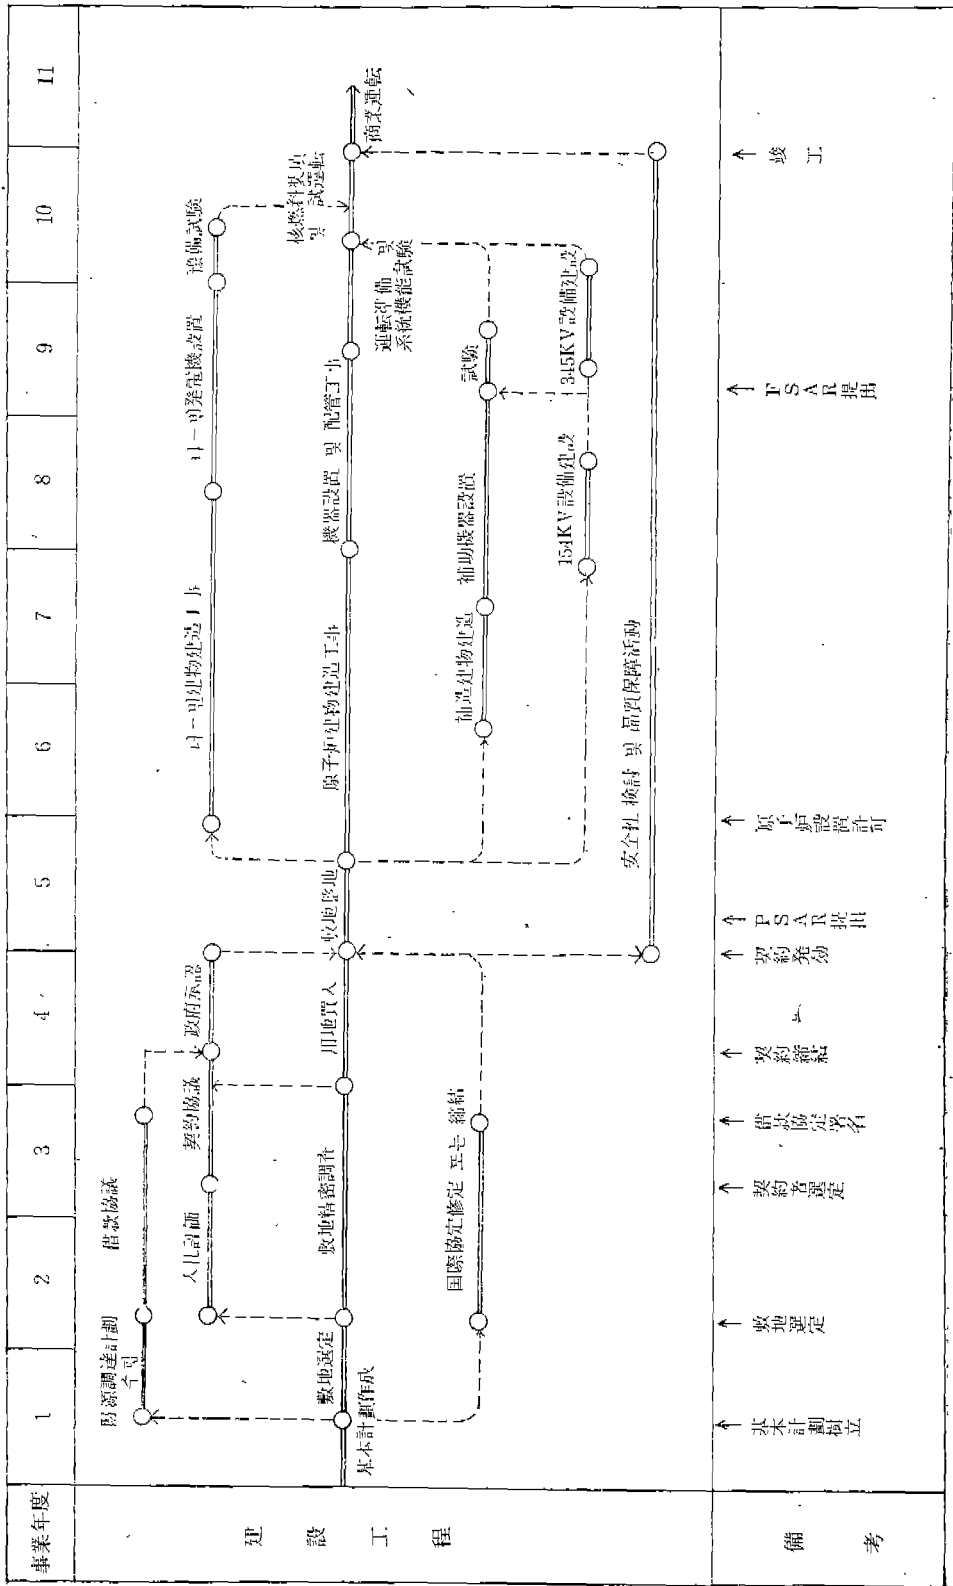 事業年度
1
2
3
4
5
6
7
8
9
10
11
建設工程
財源調達計劃
수립
借款協議
入札評価
契約協議
政府承認
터ー빈建物建造工事
터ー빈発電機設置
予備試験
基本計劃作成
敷地選定
敷地精密調査
用地買入
敷地整地
原子炉建物建造工事
機器設置 및 配管工事
運転準備 및
系統機能試験
核燃料装填
및 試運転
商業運転
国際協定修定 또는 締結
補造建物建造
補助機器設置
試験
154KV設備建設
345KV設備建設
安全性 検討 및 品質保障活動
備考
基本計劃樹立
敷地選定
契約者選定
借款協定署名
契約締結
契約発効
PSAR提出
原子炉設置許可
FSAR提出
竣工